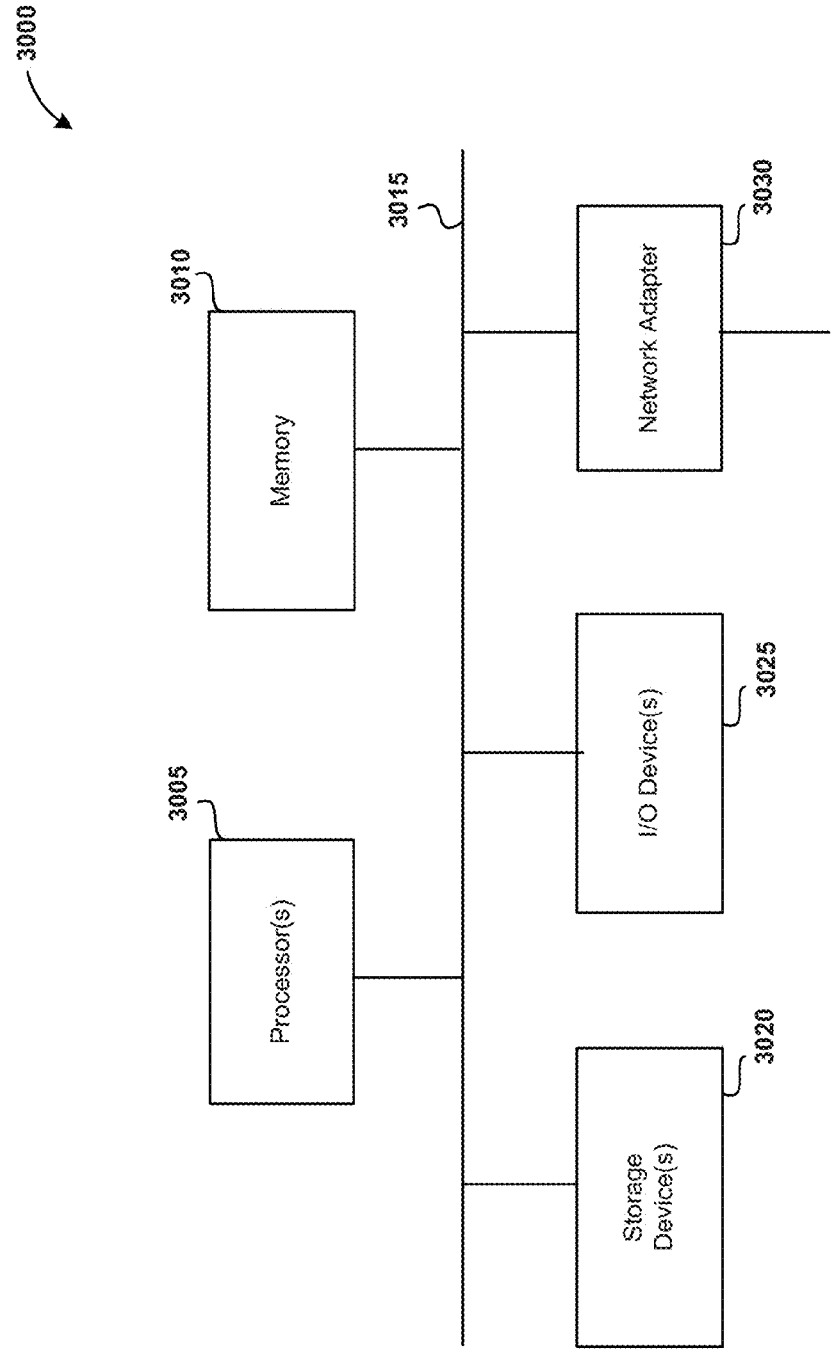 3000
3005
Processor(s)
3010
Memory
3015
3020
Storage
Device(s)
3025
I/O Device(s)
3030
Network Adapter